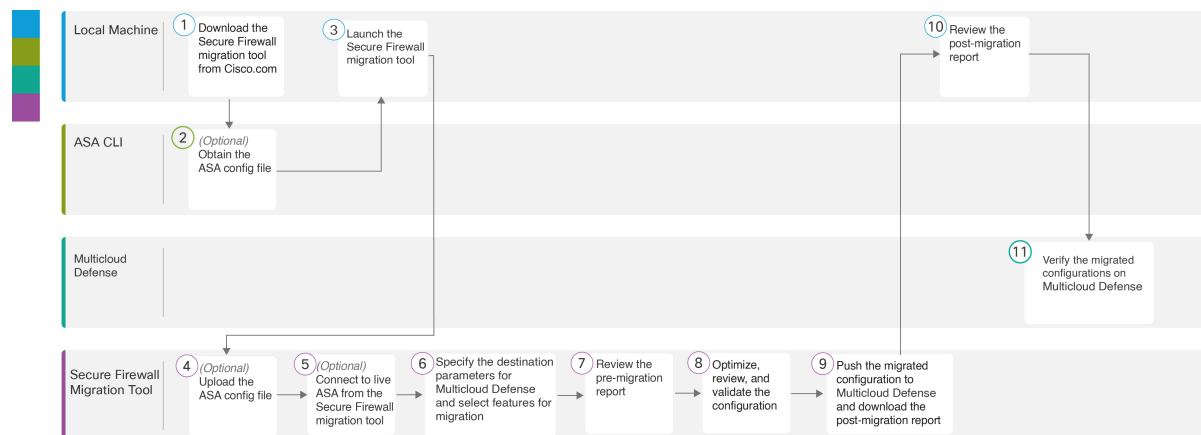 Local Machine
1
Download the
Secure Firewall
migration tool
from Cisco.com
3
Launch the
Secure Firewall
migration tool
10
Review the
post-migration
report
ASA CLI
2
(Optional)
Obtain the
ASA config file
Multicloud
Defense
11
Verify the migrated
configurations on
Multicloud Defense
Secure Firewall
Migration Tool
4
(Optional)
Upload the
ASA config file
5
(Optional)
Connect to live
ASA from the
Secure Firewall
migration tool
6
Specify the destination
parameters for
Multicloud Defense
and select features for
migration
7
Review the
pre-migration
report
8
Optimize,
review, and
validate the
configuration
9
Push the migrated
configuration to
Multicloud Defense
and download the
post-migration report